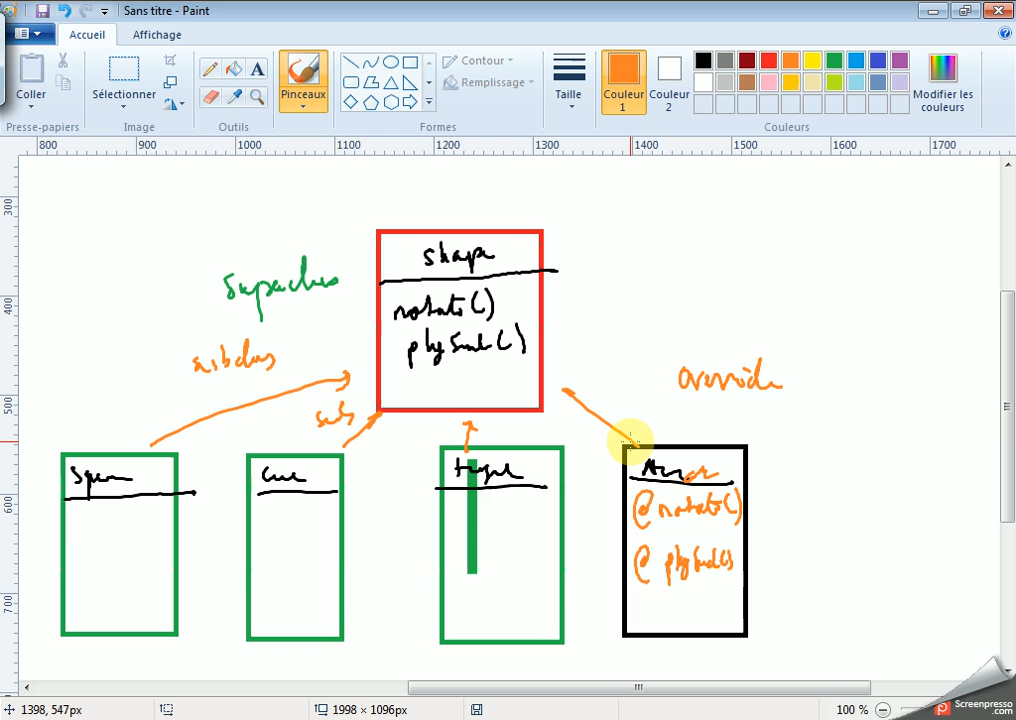 Sans titre - Paint
Accueil
Affichage
Coller
Sélectionner
Pinceaux
Contour
Remplissage
Taille
Couleur 1
Couleur 2
Modifier les couleurs
Presse-papiers
Image
Outils
Formes
Couleurs
800
900
1000
1100
1200
1300
1400
1500
1600
1700
300
400
500
600
700
shape
rotate()
superclass
subclass
override
@ rotate()
1398, 547px
1998 × 1096px
100 %
Screenpresso
.com